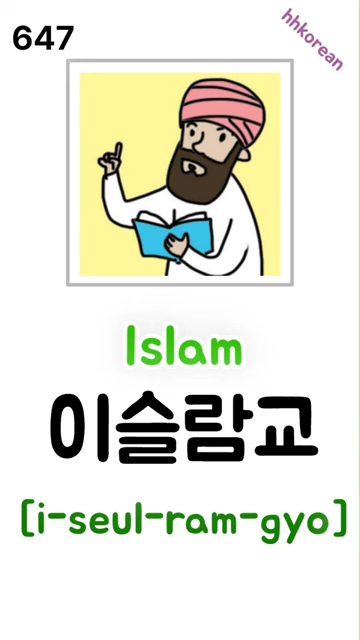 647
hhkorean
Islam
이슬람교
[i-seul-ram-gyo]